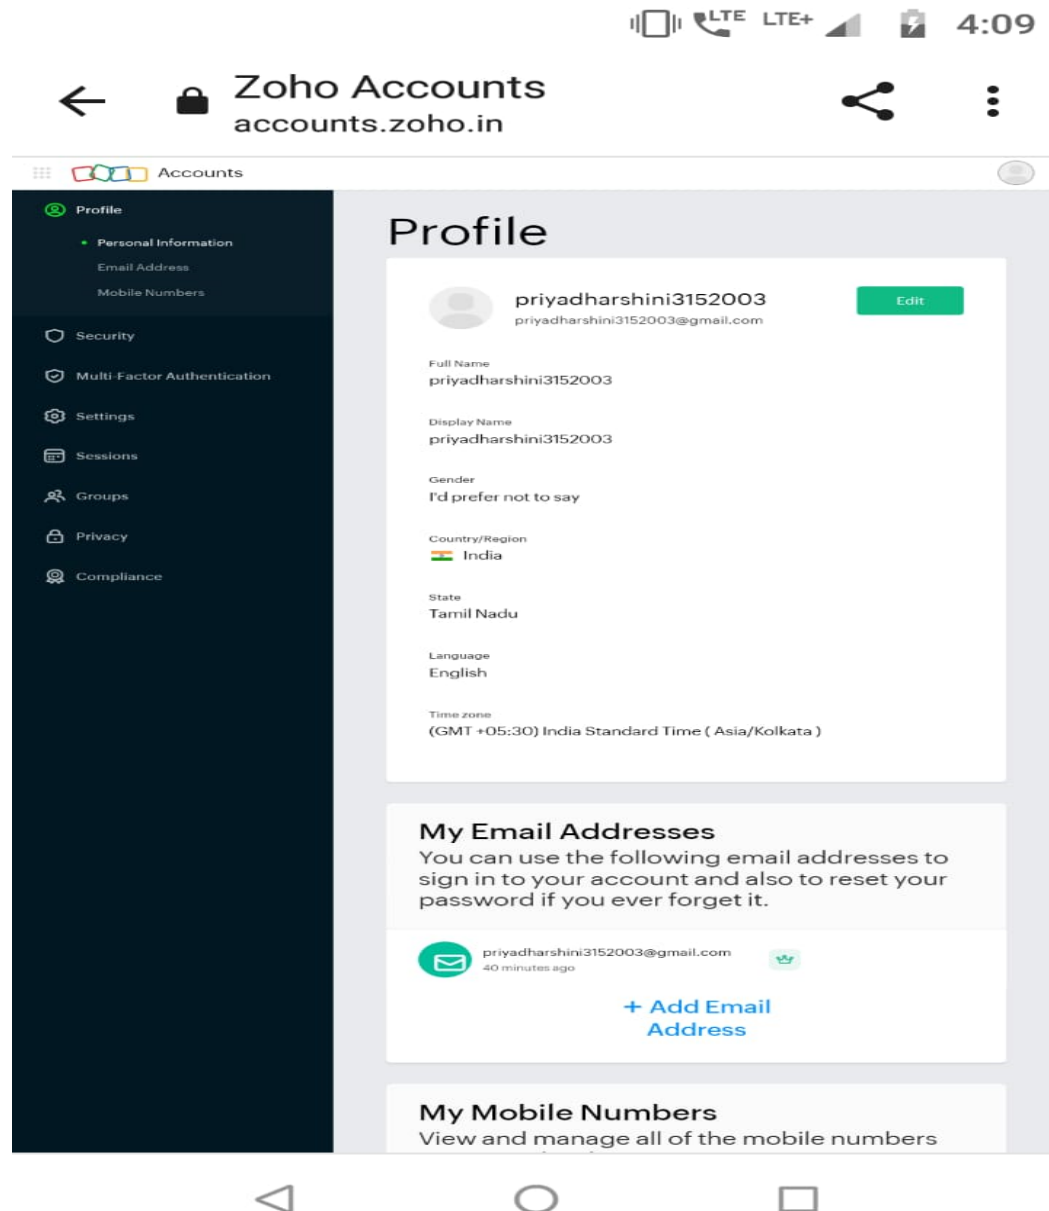 LTE LTE+ 4:09
Zoho Accounts
accounts.zoho.in
Accounts
Profile
Personal Information
Email Address
Mobile Numbers
Security
Multi-Factor Authentication
Settings
Sessions
Groups
Privacy
Compliance
Profile
priyadharshini3152003
priyadharshini3152003@gmail.com
Edit
Full Name
priyadharshini3152003
Display Name
priyadharshini3152003
Gender
I'd prefer not to say
Country/Region
India
State
Tamil Nadu
Language
English
Time zone
(GMT +05:30) India Standard Time ( Asia/Kolkata )
My Email Addresses
You can use the following email addresses to
sign in to your account and also to reset your
password if you ever forget it.
priyadharshini3152003@gmail.com
40 minutes ago
+ Add Email
Address
My Mobile Numbers
View and manage all of the mobile numbers